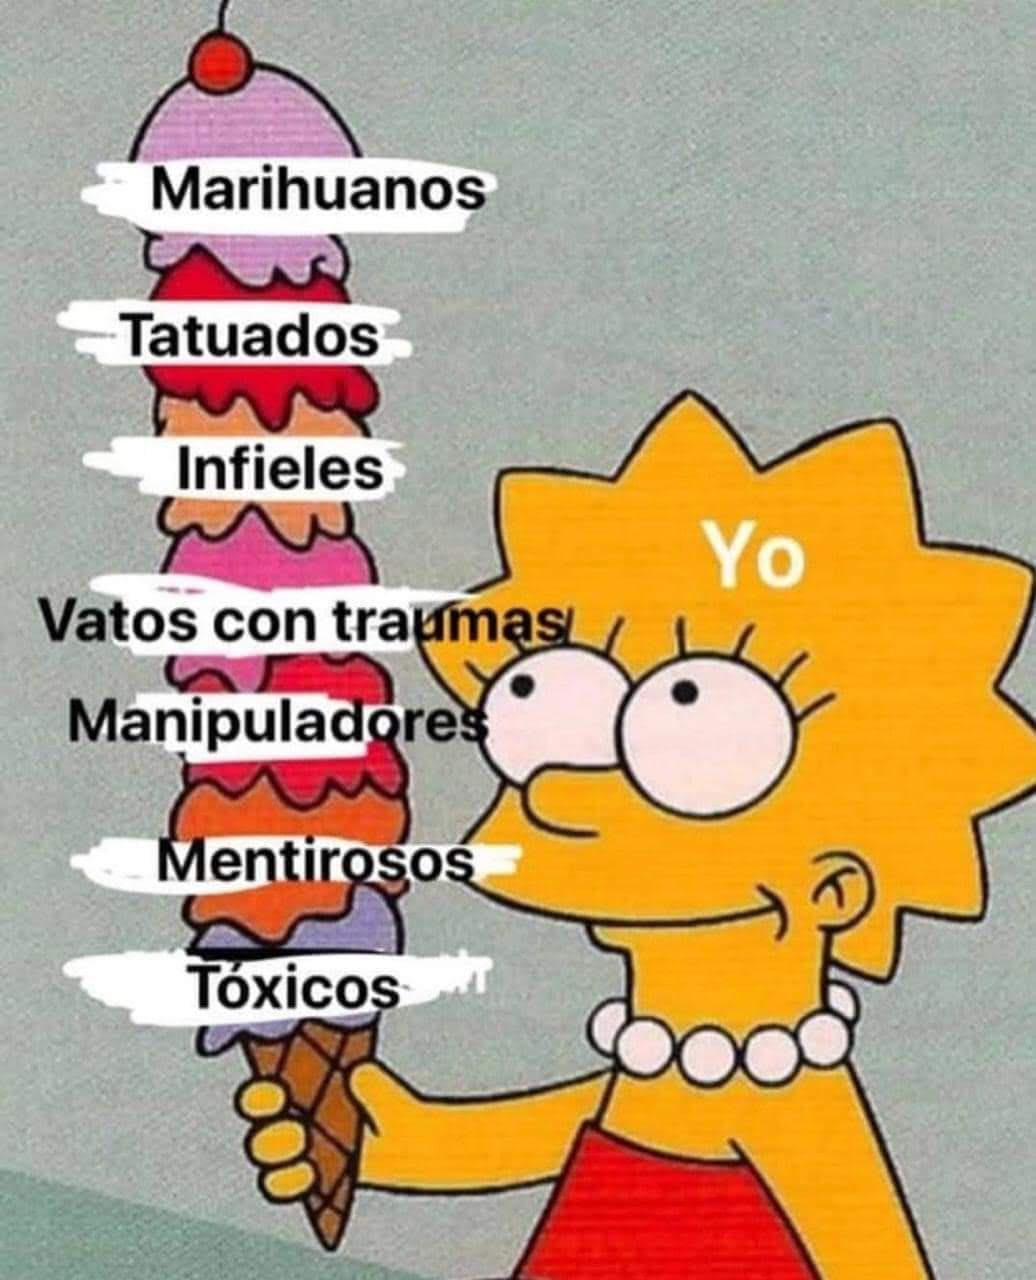 Marihuanos
Tatuados
Infieles
Yo
Vatos con traumas
Manipuladores
Mentirosos
Tóxicos